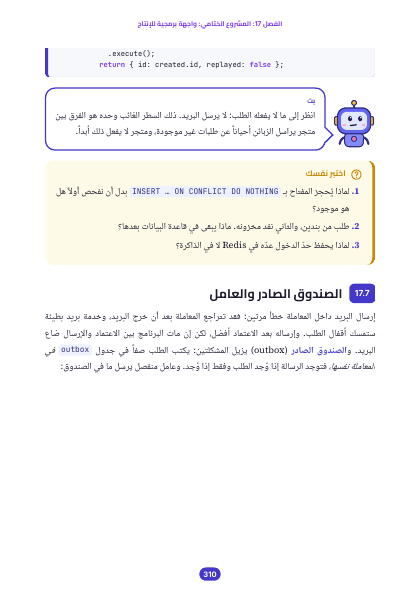 الفصل 17: المشروع الختامي: واجهة برمجية للإنتاج
.execute();
return { id: created.id, replayed: false };
بت
انظر إلى ما لا يفعله الطلب: لا يرسل البريد. ذلك السطر الغائب وحده هو الفرق بين
متجر يراسل الزبائن أحياناً عن طلبات غير موجودة، ومتجر لا يفعل ذلك أبداً.
اختبر نفسك
1. لماذا يُحجز المفتاح بـ INSERT … ON CONFLICT DO NOTHING بدل أن نفحص أولاً هل
هو موجود؟
2. طلب من بندين، والثاني نفد مخزونه. ماذا يبقى في قاعدة البيانات بعدها؟
3. لماذا يحفظ حدّ الدخول عدّه في Redis لا في الذاكرة؟
17.7 الصندوق الصادر والعامل
إرسال البريد داخل المعاملة خطأ مرتين: فقد تتراجع المعاملة بعد أن خرج البريد، وخدمة بريد بطيئة
ستمسك أقفال الطلب. وإرساله بعد الاعتماد أفضل، لكن إن مات البرنامج بين الاعتماد والإرسال ضاع
البريد. والصندوق الصادر (outbox) يزيل المشكلتين: يكتب الطلب صفاً في جدول outbox في
المعاملة نفسها، فتوجد الرسالة إذا وُجد الطلب وفقط إذا وُجد. وعامل منفصل يرسل ما في الصندوق:
310